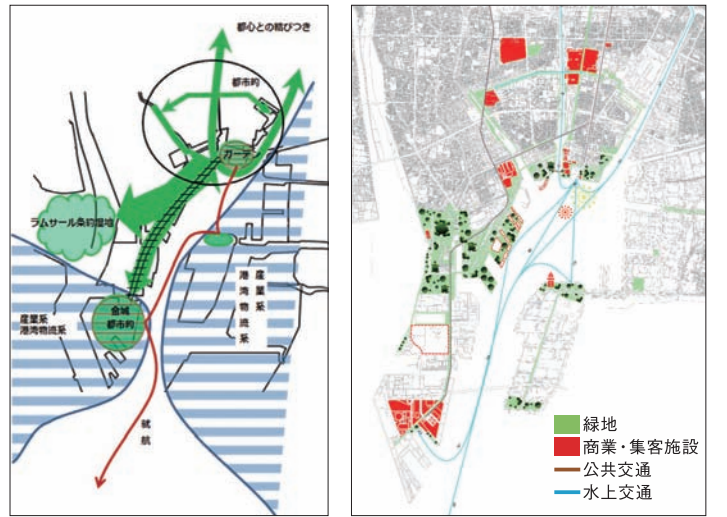 都心との結びつき
都市的
ガーデン
ラムサール条約湿地
産業系
港湾物流系
産業系
港湾物流系
金城
都市的
就航
緑地
商業・集客施設
公共交通
水上交通